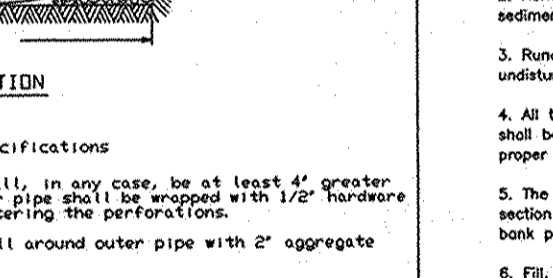 TION
cifications
ll, in any case, be at least 4" greater
pipe shall be wrapped with 1/2" hardware
tering the perforations.
ll around outer pipe with 2" aggregate
sedimen
3. Runo
undistur
4. All t
shall be
proper
5. The
section
bank p
6. Fill.